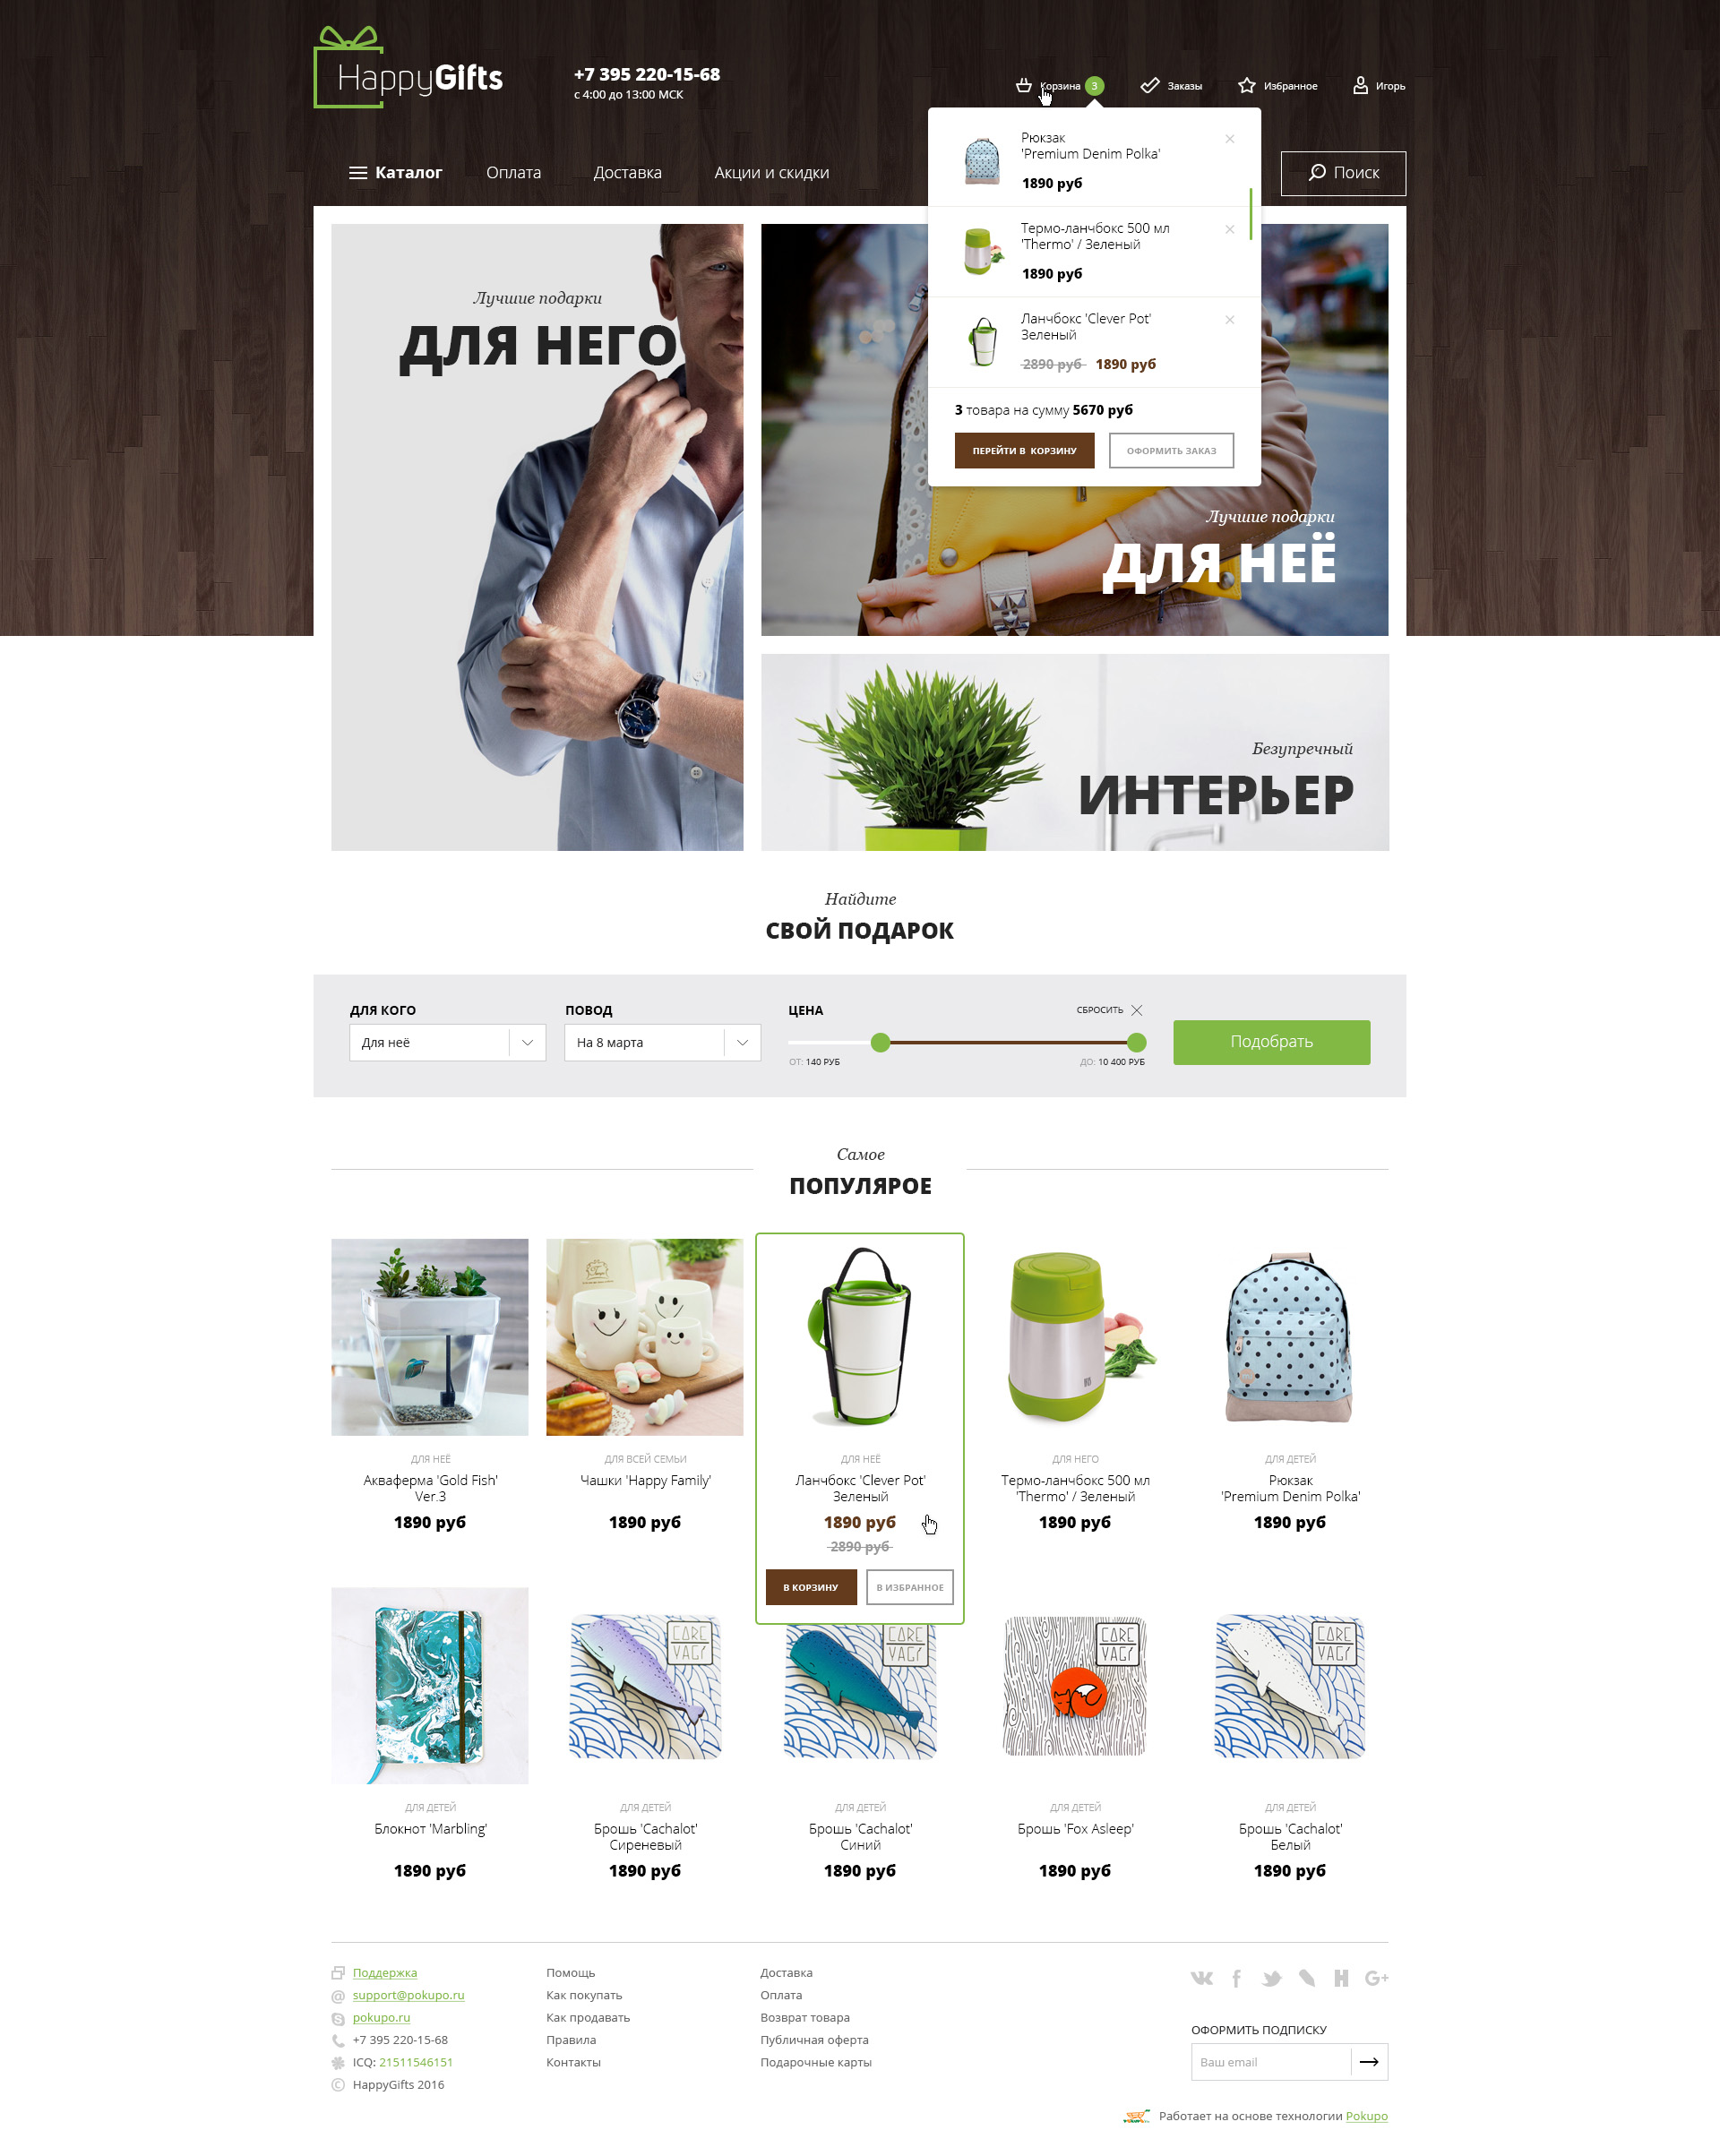 HappyGifts
+7 395 220-15-68
с 4:00 до 13:00 МСК
Корзина 3
Заказы
Избранное
Игорь
Каталог
Оплата
Доставка
Акции и скидки
Поиск
Рюкзак
'Premium Denim Polka'
1890 руб
Термо-ланчбокс 500 мл
'Thermo' / Зеленый
1890 руб
Ланчбокс 'Clever Pot'
Зеленый
2890 руб 1890 руб
3 товара на сумму 5670 руб
ПЕРЕЙТИ В КОРЗИНУ
ОФОРМИТЬ ЗАКАЗ
Лучшие подарки
ДЛЯ НЕГО
Лучшие подарки
ДЛЯ НЕЁ
Безупречный
ИНТЕРЬЕР
Найдите
СВОЙ ПОДАРОК
ДЛЯ КОГО
Для неё
ПОВОД
На 8 марта
ЦЕНА
СБРОСИТЬ
ОТ: 140 РУБ
ДО: 10 400 РУБ
Подобрать
Самое
ПОПУЛЯРОЕ
ДЛЯ НЕЁ
Акваферма 'Gold Fish'
Ver.3
1890 руб
ДЛЯ ВСЕЙ СЕМЬИ
Чашки 'Happy Family'
1890 руб
ДЛЯ НЕЁ
Ланчбокс 'Clever Pot'
Зеленый
1890 руб
2890 руб
В КОРЗИНУ
В ИЗБРАННОЕ
ДЛЯ НЕГО
Термо-ланчбокс 500 мл
'Thermo' / Зеленый
1890 руб
ДЛЯ ДЕТЕЙ
Рюкзак
'Premium Denim Polka'
1890 руб
CARE
VACY
CARE
VACY
CARE
VACY
CARE
VACY
ДЛЯ ДЕТЕЙ
Блокнот 'Marbling'
1890 руб
ДЛЯ ДЕТЕЙ
Брошь 'Cachalot'
Сиреневый
1890 руб
ДЛЯ ДЕТЕЙ
Брошь 'Cachalot'
Синий
1890 руб
ДЛЯ ДЕТЕЙ
Брошь 'Fox Asleep'
1890 руб
ДЛЯ ДЕТЕЙ
Брошь 'Cachalot'
Белый
1890 руб
Поддержка
support@pokupo.ru
pokupo.ru
+7 395 220-15-68
ICQ: 21511546151
HappyGifts 2016
Помощь
Как покупать
Как продавать
Правила
Контакты
Доставка
Оплата
Возврат товара
Публичная оферта
Подарочные карты
ОФОРМИТЬ ПОДПИСКУ
Ваш email
Работает на основе технологии Pokupo